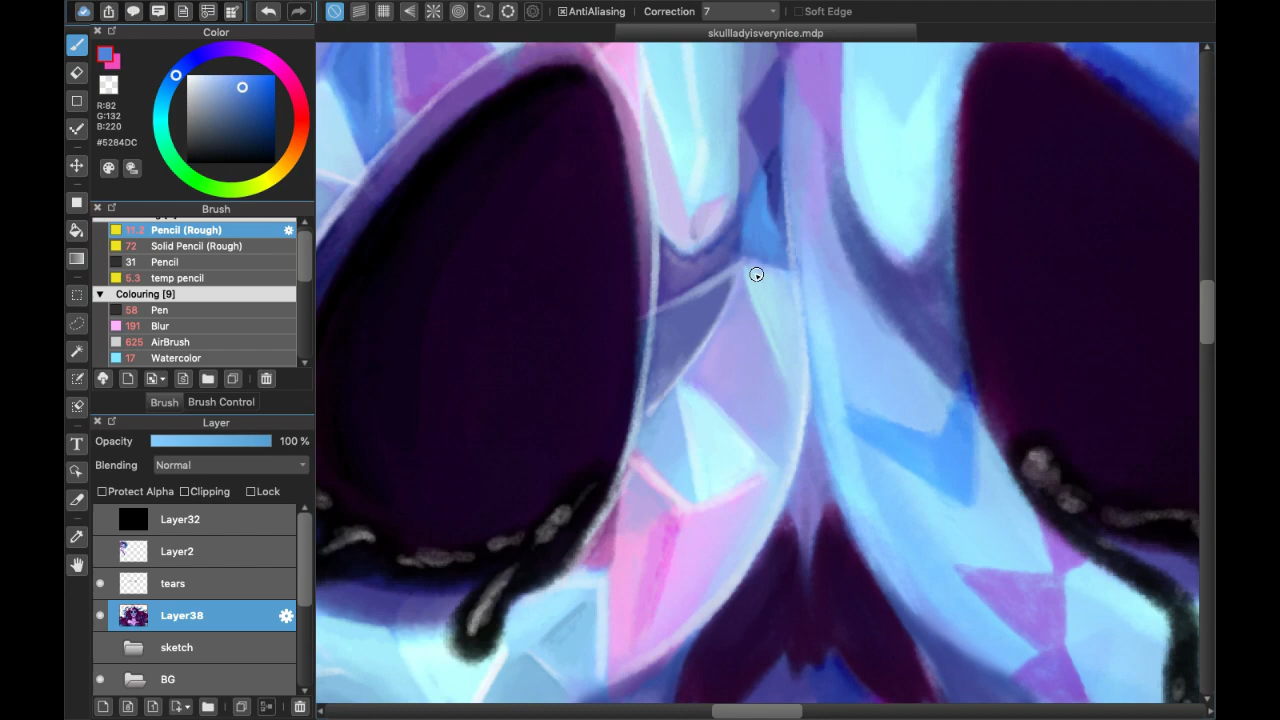 AntiAliasing Correction 7 Soft Edge
skullladyisverynice.mdp
Color
R:82
G:132
B:220
#5284DC
Brush
11.2 Pencil (Rough)
72 Solid Pencil (Rough)
31 Pencil
5.3 temp pencil
Colouring [9]
58 Pen
191 Blur
625 AirBrush
17 Watercolor
Brush Brush Control
Layer
Opacity 100 %
Blending Normal
Protect Alpha Clipping Lock
Layer32
Layer2
tears
Layer38
sketch
BG
T